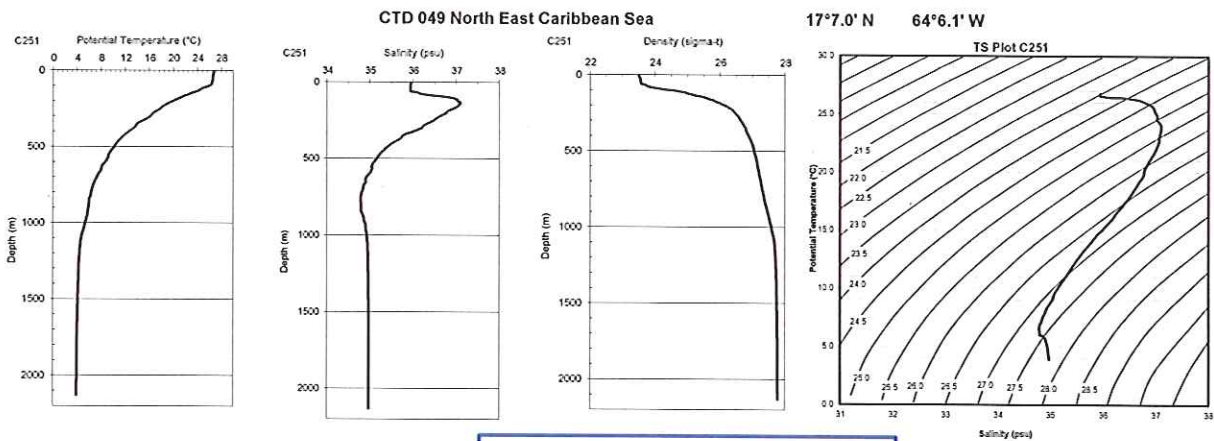 CTD 049 North East Caribbean Sea 17°7.0' N 64°6.1' W
C251 Potential Temperature (°C)
0 4 8 12 16 20 24 28
0
500
1000
1500
2000
Depth (m)
C251 Salinity (psu)
34 35 36 37 38
0
500
1000
1500
2000
Depth (m)
C251 Density (sigma-t)
22 24 26 28
0
500
1000
1500
2000
Depth (m)
TS Plot C251
30.0
25.0
20.0
15.0
10.0
5.0
0.0
Potential Temperature (°C)
21.5
22.0
22.5
23.0
23.5
24.0
24.5
25.0 25.5 26.0 26.5 27.0 27.5 28.0 28.5
31 32 33 34 35 36 37 38
Salinity (psu)